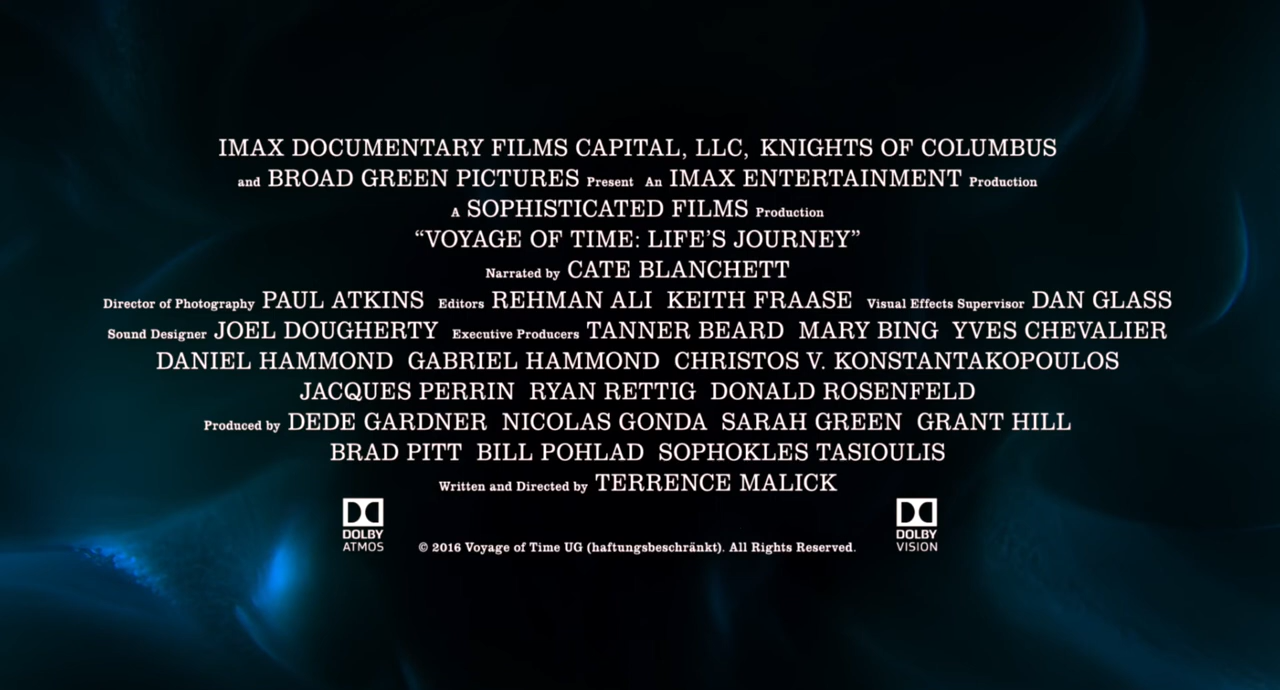 IMAX DOCUMENTARY FILMS CAPITAL, LLC, KNIGHTS OF COLUMBUS
and BROAD GREEN PICTURES Present An IMAX ENTERTAINMENT Production
A SOPHISTICATED FILMS Production
“VOYAGE OF TIME: LIFE’S JOURNEY”
Narrated by CATE BLANCHETT
Director of Photography PAUL ATKINS Editors REHMAN ALI KEITH FRAASE Visual Effects Supervisor DAN GLASS
Sound Designer JOEL DOUGHERTY Executive Producers TANNER BEARD MARY BING YVES CHEVALIER
DANIEL HAMMOND GABRIEL HAMMOND CHRISTOS V. KONSTANTAKOPOULOS
JACQUES PERRIN RYAN RETTIG DONALD ROSENFELD
Produced by DEDE GARDNER NICOLAS GONDA SARAH GREEN GRANT HILL
BRAD PITT BILL POHLAD SOPHOKLES TASIOULIS
Written and Directed by TERRENCE MALICK
DOLBY
ATMOS
© 2016 Voyage of Time UG (haftungsbeschränkt). All Rights Reserved.
DOLBY
VISION